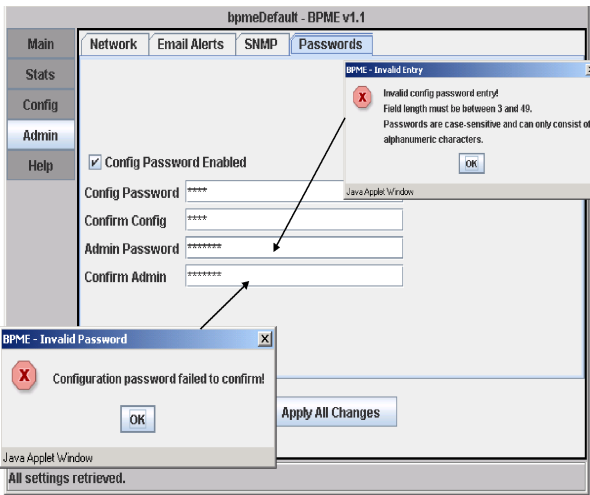 bpmeDefault - BPME v1.1
Main
Stats
Config
Admin
Help
Network
Email Alerts
SNMP
Passwords
BPME - Invalid Entry
Invalid config password entry!
Field length must be between 3 and 49.
Passwords are case-sensitive and can only consist of
alphanumeric characters.
OK
Java Applet Window
Config Password Enabled
Config Password ****
Confirm Config ****
Admin Password *******
Confirm Admin *******
BPME - Invalid Password
Configuration password failed to confirm!
OK
Java Applet Window
Apply All Changes
All settings retrieved.